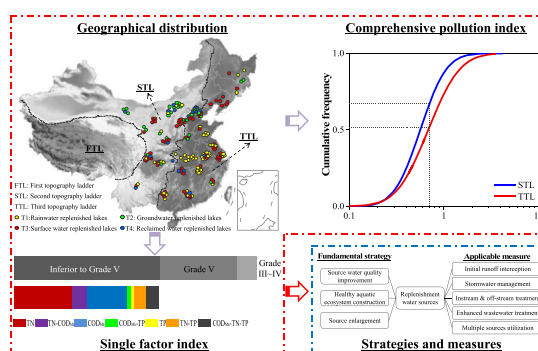 Geographical distribution
STL
TTL
FTL
FTL: First topography ladder
STL: Second topography ladder
TTL: Third topography ladder
T1:Rainwater replenished lakes
T2: Groundwater replenished lakes
T3:Surface water replenished lakes
T4: Reclaimed water replenished lakes
Comprehensive pollution index
Cumulative frequency
1.0
0.5
0.0
0.1
1
STL
TTL
Inferior to Grade V
Grade V
Grade
III~IV
TN
TN-COD
COD
COD
-TP
TP
TN-TP
COD
-TN-TP
Single factor index
Fundamental strategy
Applicable measure
Source water quality
improvement
Healthy aquatic
ecosystem construction
Source enlargement
Replenishment
water sources
Initial runoff interception
Stormwater management
Instream & off-stream treatment
Enhanced wastewater treatment
Multiple sources utilization
Strategies and measures